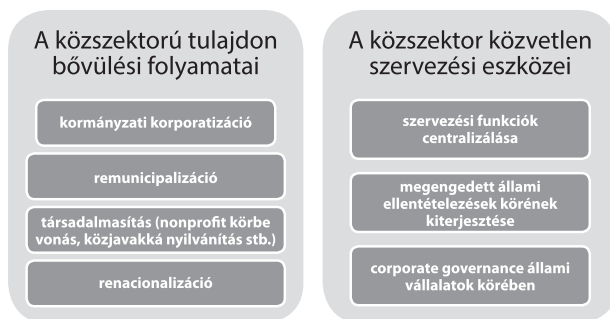 A közszektorú tulajdon
bővülési folyamatai
kormányzati korporatizáció
remunicipalizáció
társadalmasítás (nonprofit körbe
vonás, közjavakká nyilvánítás stb.)
renacionalizáció
A közszektor közvetlen
szervezési eszközei
szervezési funkciók
centralizálása
megengedett állami
ellentételezések körének
kiterjesztése
corporate governance állami
vállalatok körében